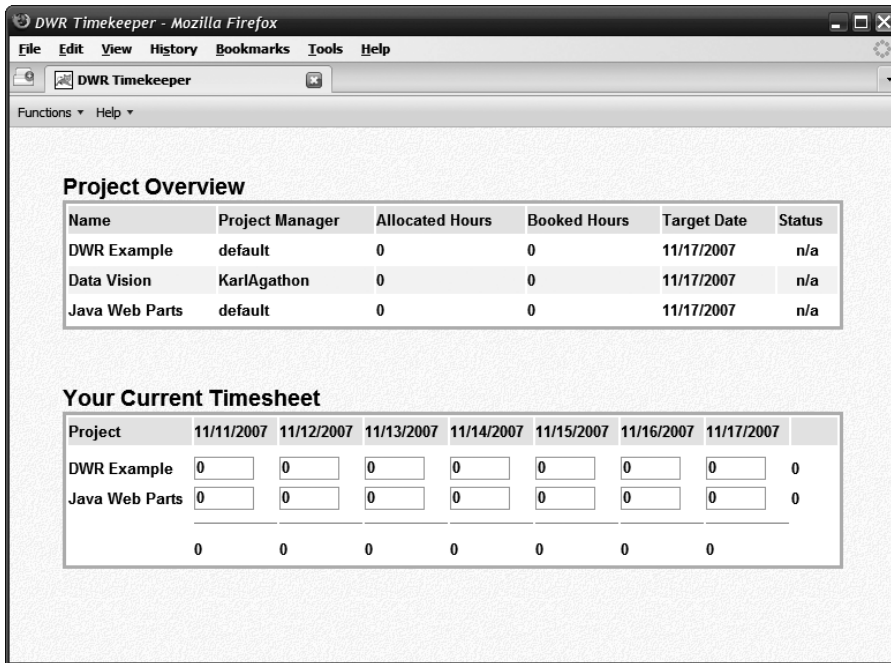 DWR Timekeeper - Mozilla Firefox
File Edit View History Bookmarks Tools Help
DWR Timekeeper
Functions Help
Project Overview
Name Project Manager Allocated Hours Booked Hours Target Date Status
DWR Example default 0 0 11/17/2007 n/a
Data Vision KarlAgathon 0 0 11/17/2007 n/a
Java Web Parts default 0 0 11/17/2007 n/a
Your Current Timesheet
Project 11/11/2007 11/12/2007 11/13/2007 11/14/2007 11/15/2007 11/16/2007 11/17/2007
DWR Example 0 0 0 0 0 0 0 0
Java Web Parts 0 0 0 0 0 0 0 0
0 0 0 0 0 0 0